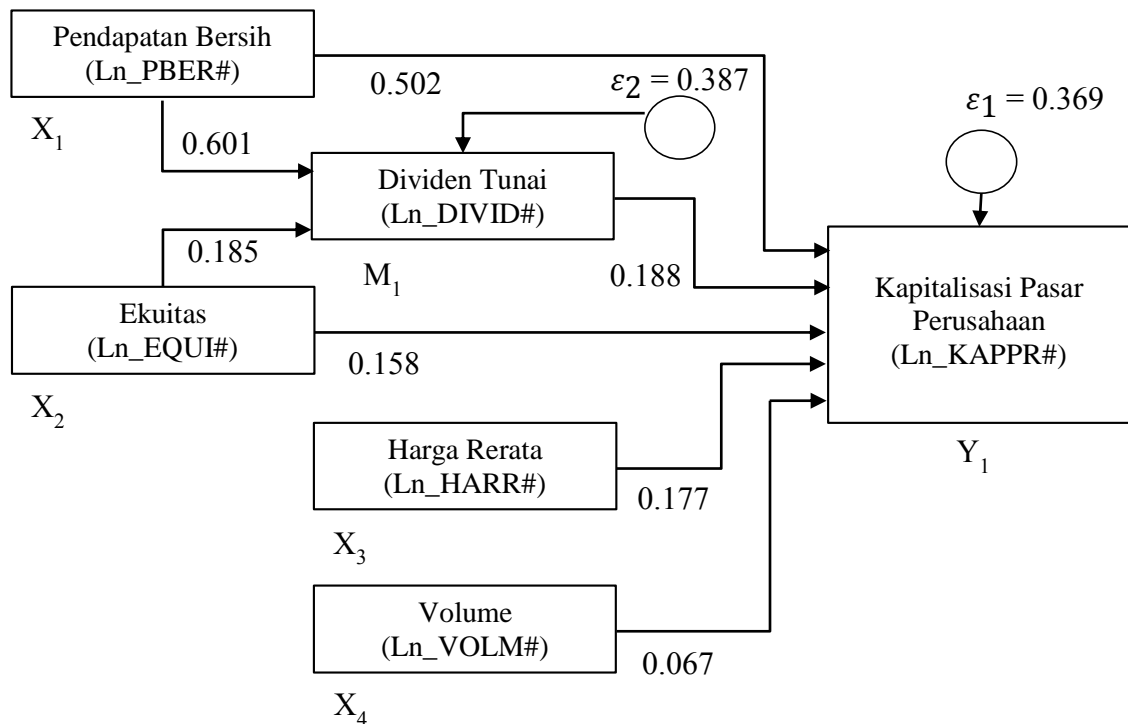 Pendapatan Bersih
(Ln_PBER#)
X₁
0.502
ε₂ = 0.387
ε₁ = 0.369
0.601
Dividen Tunai
(Ln_DIVID#)
M₁
0.185
0.188
Ekuitas
(Ln_EQUI#)
X₂
0.158
Kapitalisasi Pasar
Perusahaan
(Ln_KAPPR#)
Y₁
Harga Rerata
(Ln_HARR#)
X₃
0.177
Volume
(Ln_VOLM#)
X₄
0.067